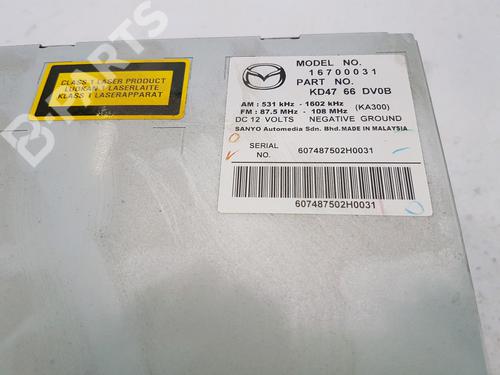 B-PARTS
CLASS 1 LASER PRODUCT
LUOKAN 1 LASERLAITE
KLASS 1 LASERAPPARAT
MODEL NO.
16700031
PART NO.
KD47 66 DV0B
AM : 531 kHz - 1602 kHz (KA300)
FM : 87.5 MHz - 108 MHz
DC 12 VOLTS NEGATIVE GROUND
SANYO Automedia Sdn. Bhd. MADE IN MALAYSIA
SERIAL NO. 607487502H0031
607487502H0031